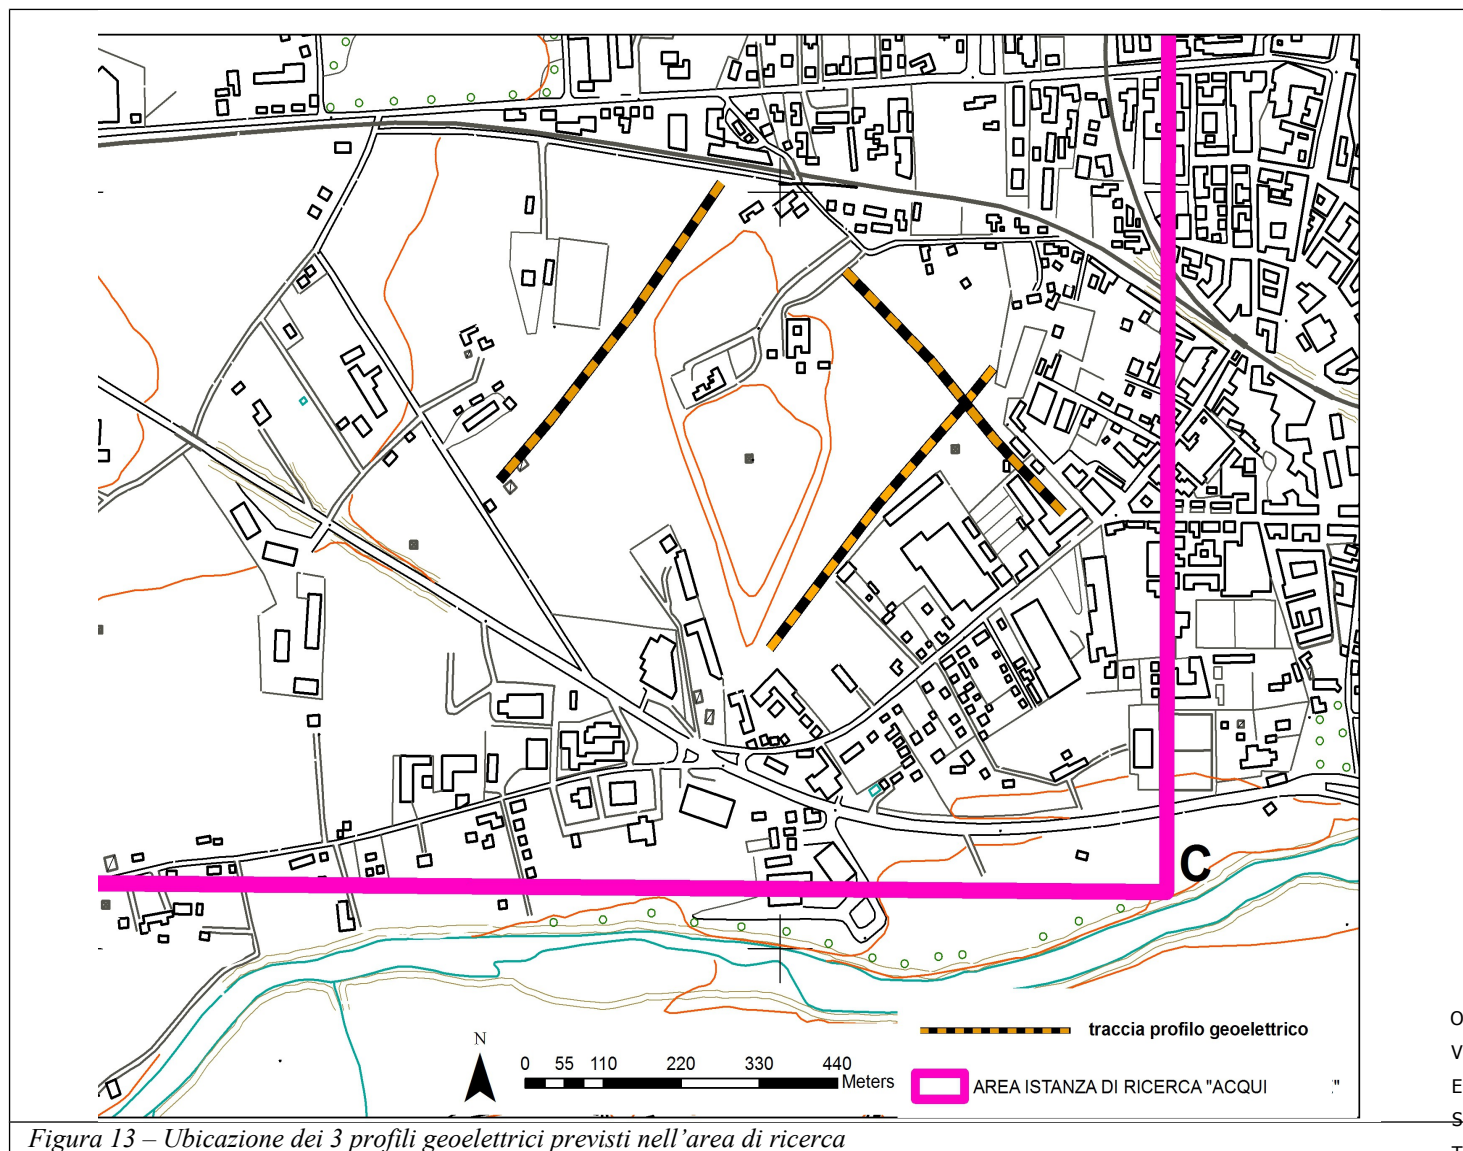 C
O
V
E
S
T
traccia profilo geoelettrico
N
0 55 110 220 330 440
Meters
AREA ISTANZA DI RICERCA "ACQUI "
Figura 13 – Ubicazione dei 3 profili geoelettrici previsti nell’area di ricerca